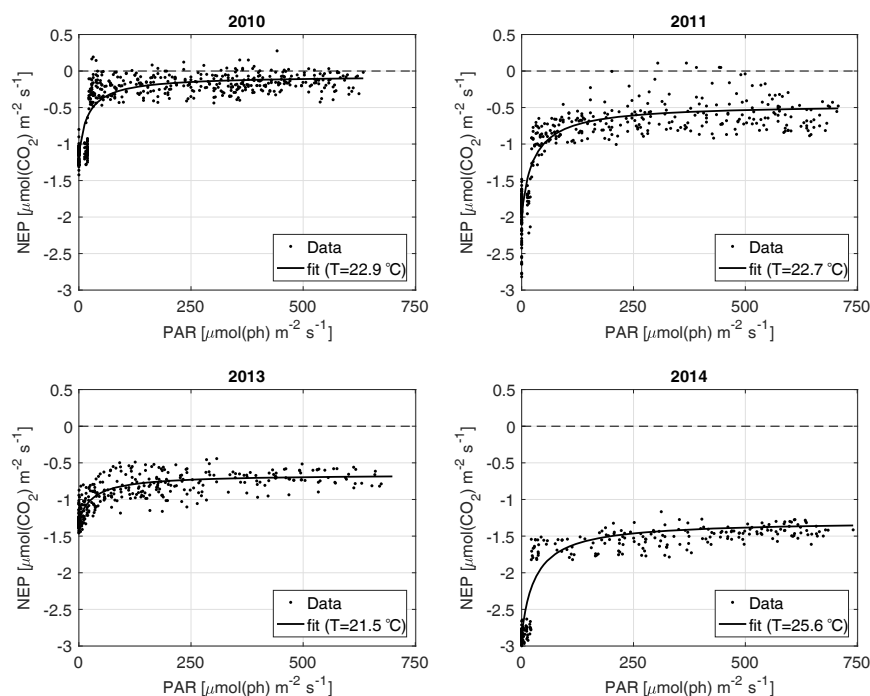 2010
0.5
0
-0.5
-1
-1.5
-2
-2.5
-3
NEP [μmol(CO₂) m⁻² s⁻¹]
Data
fit (T=22.9 °C)
0 250 500 750
PAR [μmol(ph) m⁻² s⁻¹]
2011
0.5
0
-0.5
-1
-1.5
-2
-2.5
-3
NEP [μmol(CO₂) m⁻² s⁻¹]
Data
fit (T=22.7 °C)
0 250 500 750
PAR [μmol(ph) m⁻² s⁻¹]
2013
0.5
0
-0.5
-1
-1.5
-2
-2.5
-3
NEP [μmol(CO₂) m⁻² s⁻¹]
Data
fit (T=21.5 °C)
0 250 500 750
PAR [μmol(ph) m⁻² s⁻¹]
2014
0.5
0
-0.5
-1
-1.5
-2
-2.5
-3
NEP [μmol(CO₂) m⁻² s⁻¹]
Data
fit (T=25.6 °C)
0 250 500 750
PAR [μmol(ph) m⁻² s⁻¹]